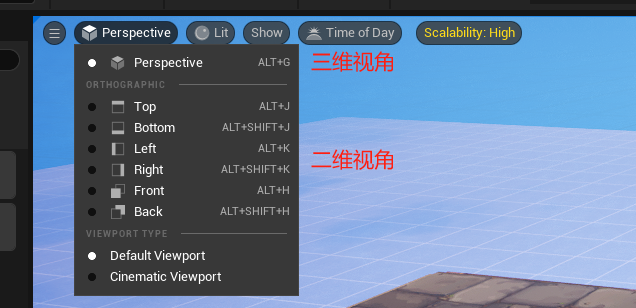 Perspective Lit Show Time of Day Scalability: High
Perspective ALT+G 三维视角
ORTHOGRAPHIC
Top ALT+J
Bottom ALT+SHIFT+J
Left ALT+K 二维视角
Right ALT+SHIFT+K
Front ALT+H
Back ALT+SHIFT+H
VIEWPORT TYPE
Default Viewport
Cinematic Viewport